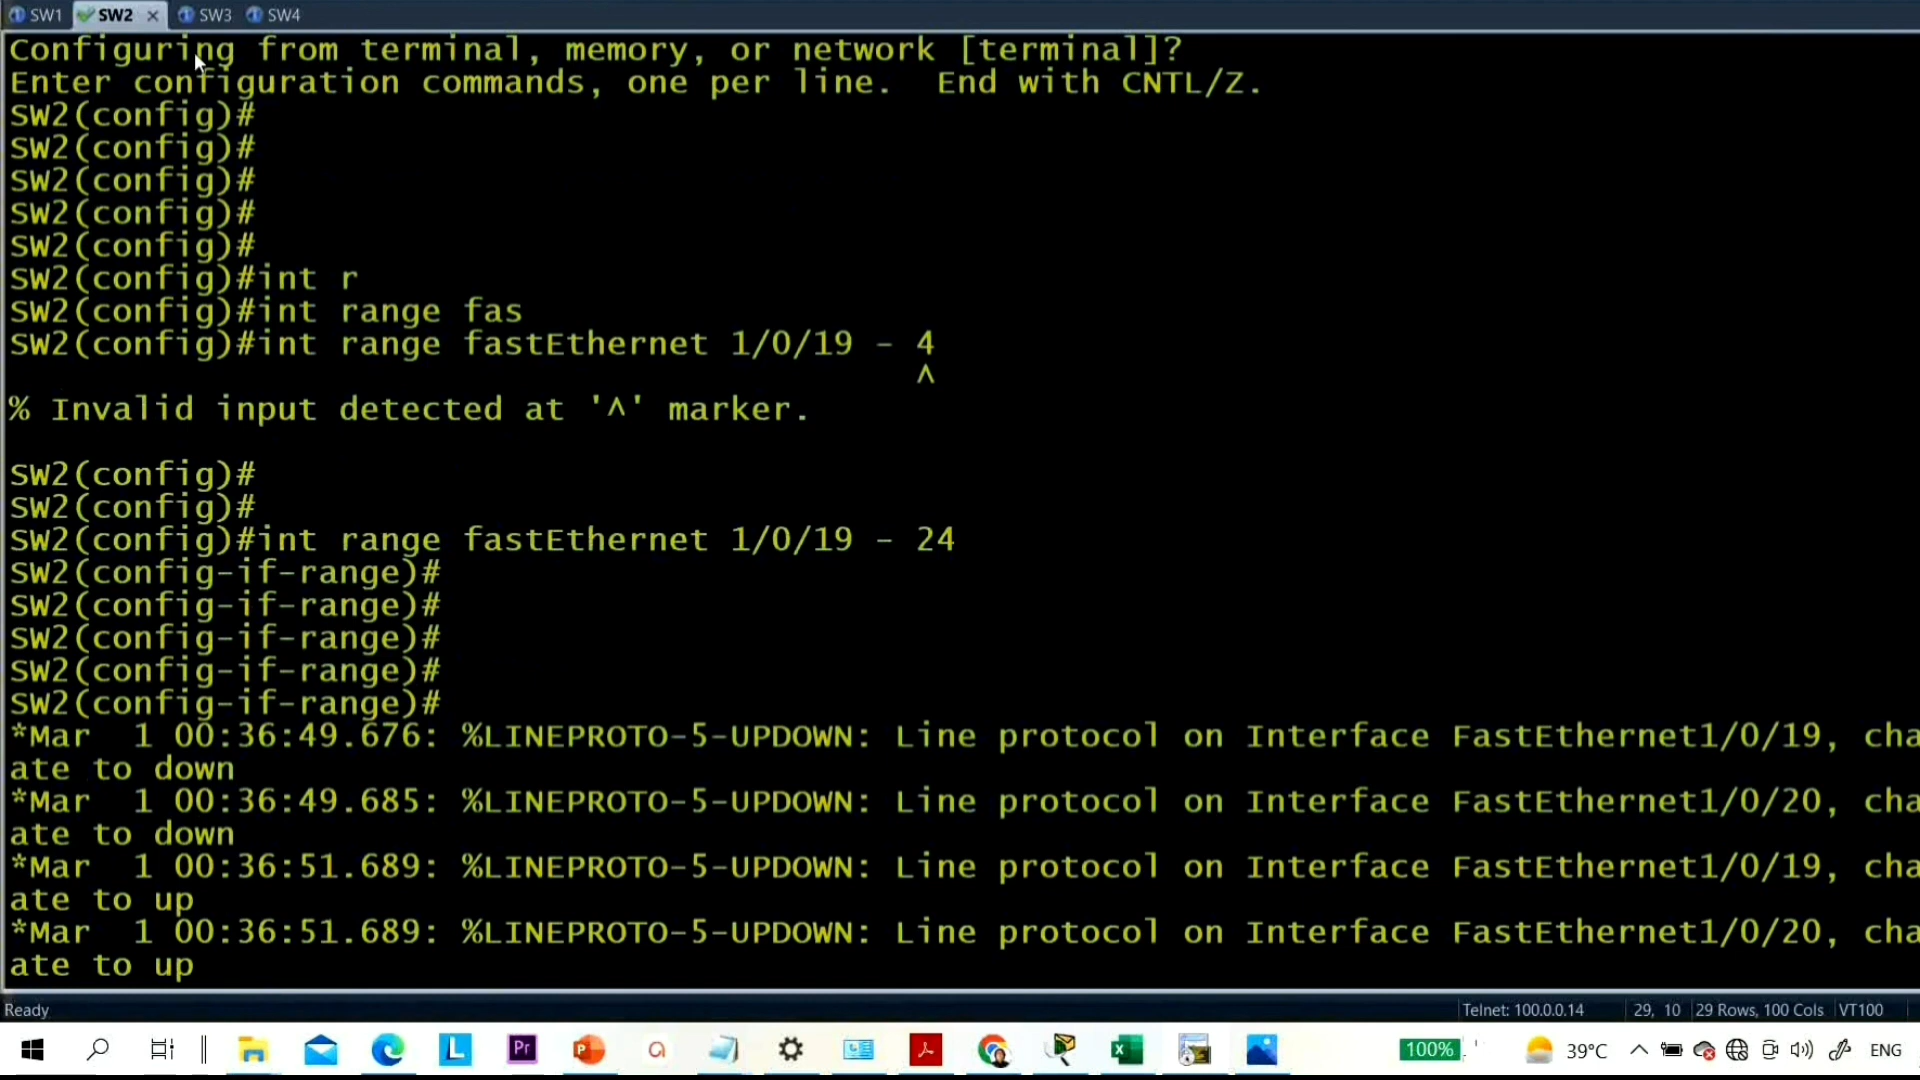 SW1 SW2 × SW3 SW4
Configuring from terminal, memory, or network [terminal]?
Enter configuration commands, one per line.  End with CNTL/Z.
SW2(config)#
SW2(config)#
SW2(config)#
SW2(config)#
SW2(config)#
SW2(config)#int r
SW2(config)#int range fas
SW2(config)#int range fastEthernet 1/0/19 - 4
^
% Invalid input detected at '^' marker.
SW2(config)#
SW2(config)#
SW2(config)#int range fastEthernet 1/0/19 - 24
SW2(config-if-range)#
SW2(config-if-range)#
SW2(config-if-range)#
SW2(config-if-range)#
SW2(config-if-range)#
*Mar  1 00:36:49.676: %LINEPROTO-5-UPDOWN: Line protocol on Interface FastEthernet1/0/19, cha
ate to down
*Mar  1 00:36:49.685: %LINEPROTO-5-UPDOWN: Line protocol on Interface FastEthernet1/0/20, cha
ate to down
*Mar  1 00:36:51.689: %LINEPROTO-5-UPDOWN: Line protocol on Interface FastEthernet1/0/19, cha
ate to up
*Mar  1 00:36:51.689: %LINEPROTO-5-UPDOWN: Line protocol on Interface FastEthernet1/0/20, cha
ate to up
Ready Telnet: 100.0.0.14 29, 10 29 Rows, 100 Cols VT100
L Pr P a X 100% 39°C ENG